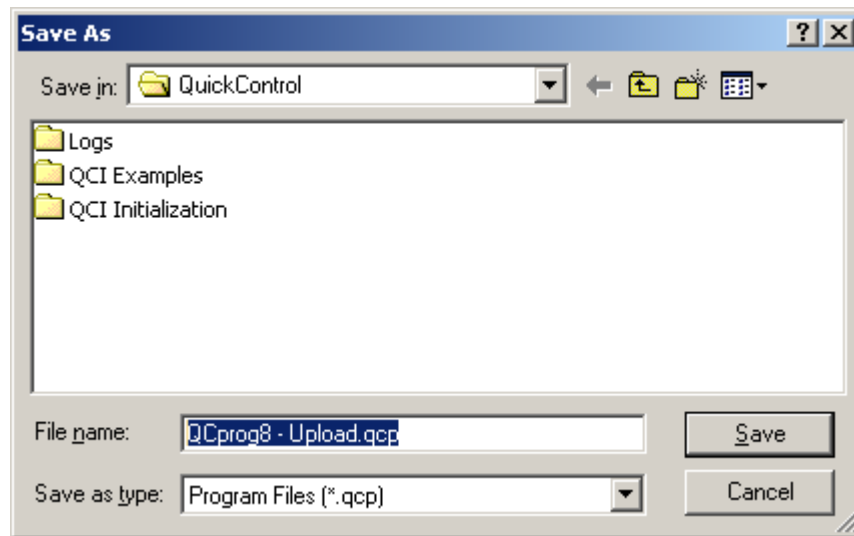 Save As
Save in: QuickControl
Logs
QCI Examples
QCI Initialization
File name: QCprog8 - Upload.qcp Save
Save as type: Program Files (*.qcp) Cancel